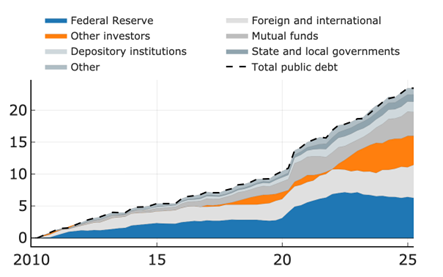 Federal Reserve
Foreign and international
Other investors
Mutual funds
Depository institutions
State and local governments
Other
Total public debt
20
15
10
5
0
2010 15 20 25